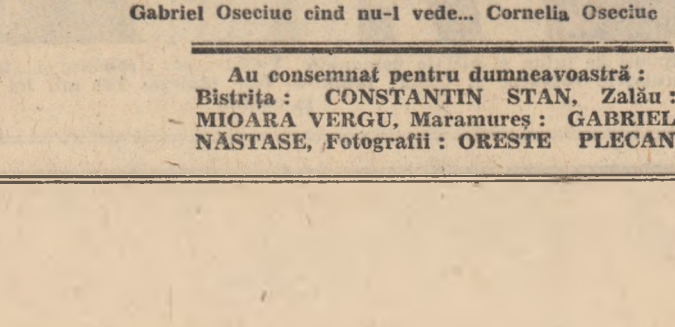 Gabriel Oseciuc cînd nu-l vede... Cornelia Oseciuc
Au consemnat pentru dumneavoastră :
Bistrița : CONSTANTIN STAN, Zalău :
MIOARA VERGU, Maramureș : GABRIEL
NĂSTASE, Fotografii : ORESTE PLECAN